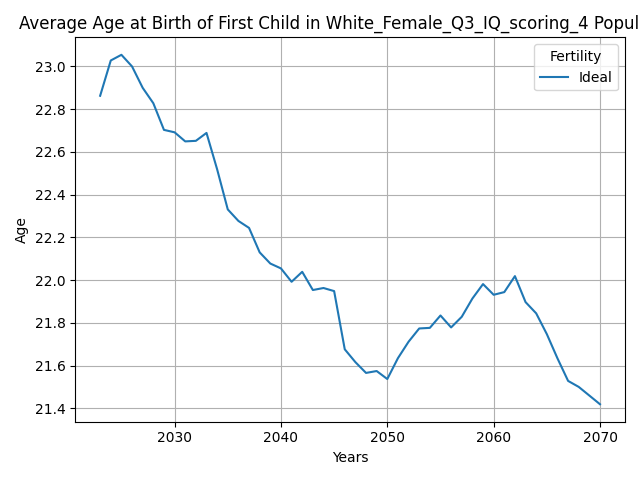 Average Age at Birth of First Child in White_Female_Q3_IQ_scoring_4 Popul
Fertility
Ideal
23.0
22.8
22.6
22.4
22.2
22.0
21.8
21.6
21.4
Age
2030 2040 2050 2060 2070
Years